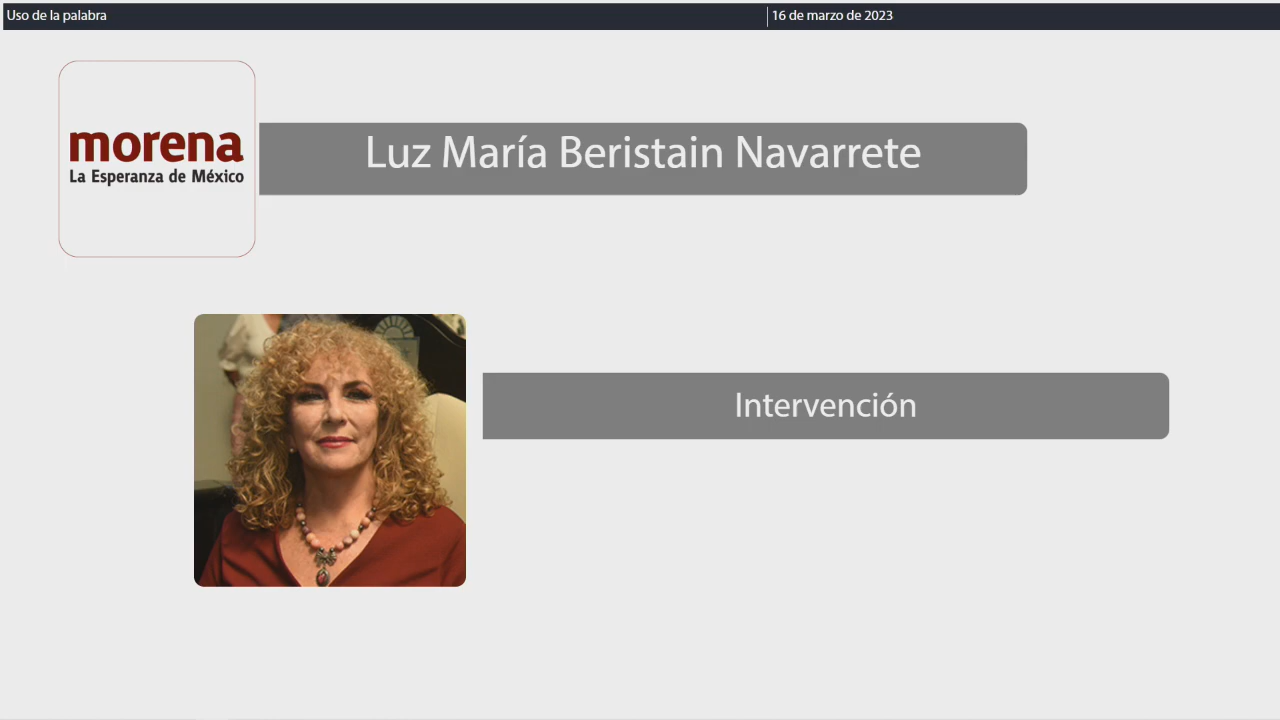 Uso de la palabra
16 de marzo de 2023
morena
La Esperanza de México
Luz María Beristain Navarrete
Intervención